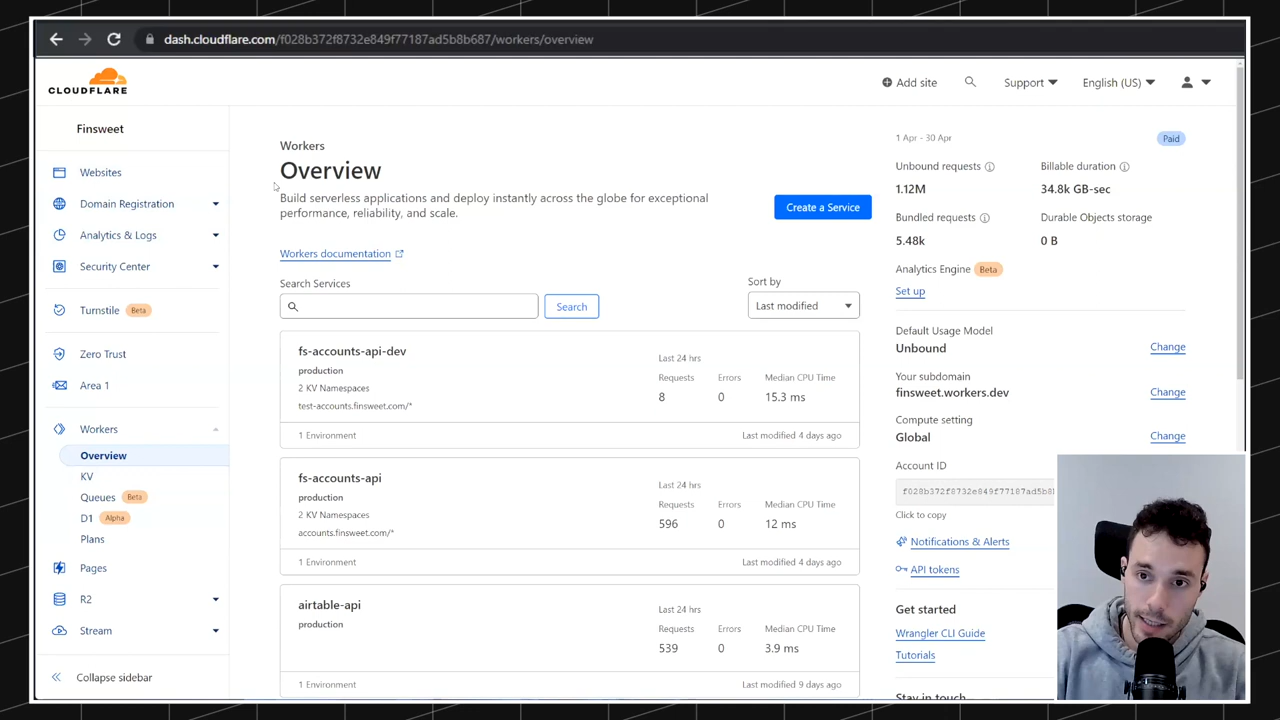 dash.cloudflare.com/f028b372f8732e849f77187ad5b8b687/workers/overview
CLOUDFLARE
Add site
Support
English (US)
Finsweet
Websites
Domain Registration
Analytics & Logs
Security Center
Turnstile Beta
Zero Trust
Area 1
Workers
Overview
KV
Queues Beta
D1 Alpha
Plans
Pages
R2
Stream
Collapse sidebar
Workers
Overview
Build serverless applications and deploy instantly across the globe for exceptional
performance, reliability, and scale.
Create a Service
Workers documentation
Search Services
Search
Sort by
Last modified
fs-accounts-api-dev
production
2 KV Namespaces
test-accounts.finsweet.com/*
Last 24 hrs
Requests Errors Median CPU Time
8 0 15.3 ms
1 Environment
Last modified 4 days ago
fs-accounts-api
production
2 KV Namespaces
accounts.finsweet.com/*
Last 24 hrs
Requests Errors Median CPU Time
596 0 12 ms
1 Environment
Last modified 4 days ago
airtable-api
production
Last 24 hrs
Requests Errors Median CPU Time
539 0 3.9 ms
1 Environment
Last modified 9 days ago
1 Apr - 30 Apr
Paid
Unbound requests
Billable duration
1.12M
34.8k GB-sec
Bundled requests
Durable Objects storage
5.48k
0 B
Analytics Engine Beta
Set up
Default Usage Model
Unbound
Change
Your subdomain
finsweet.workers.dev
Change
Compute setting
Global
Change
Account ID
f028b372f8732e849f77187ad5b8
Click to copy
Notifications & Alerts
API tokens
Get started
Wrangler CLI Guide
Tutorials
Stay in touch